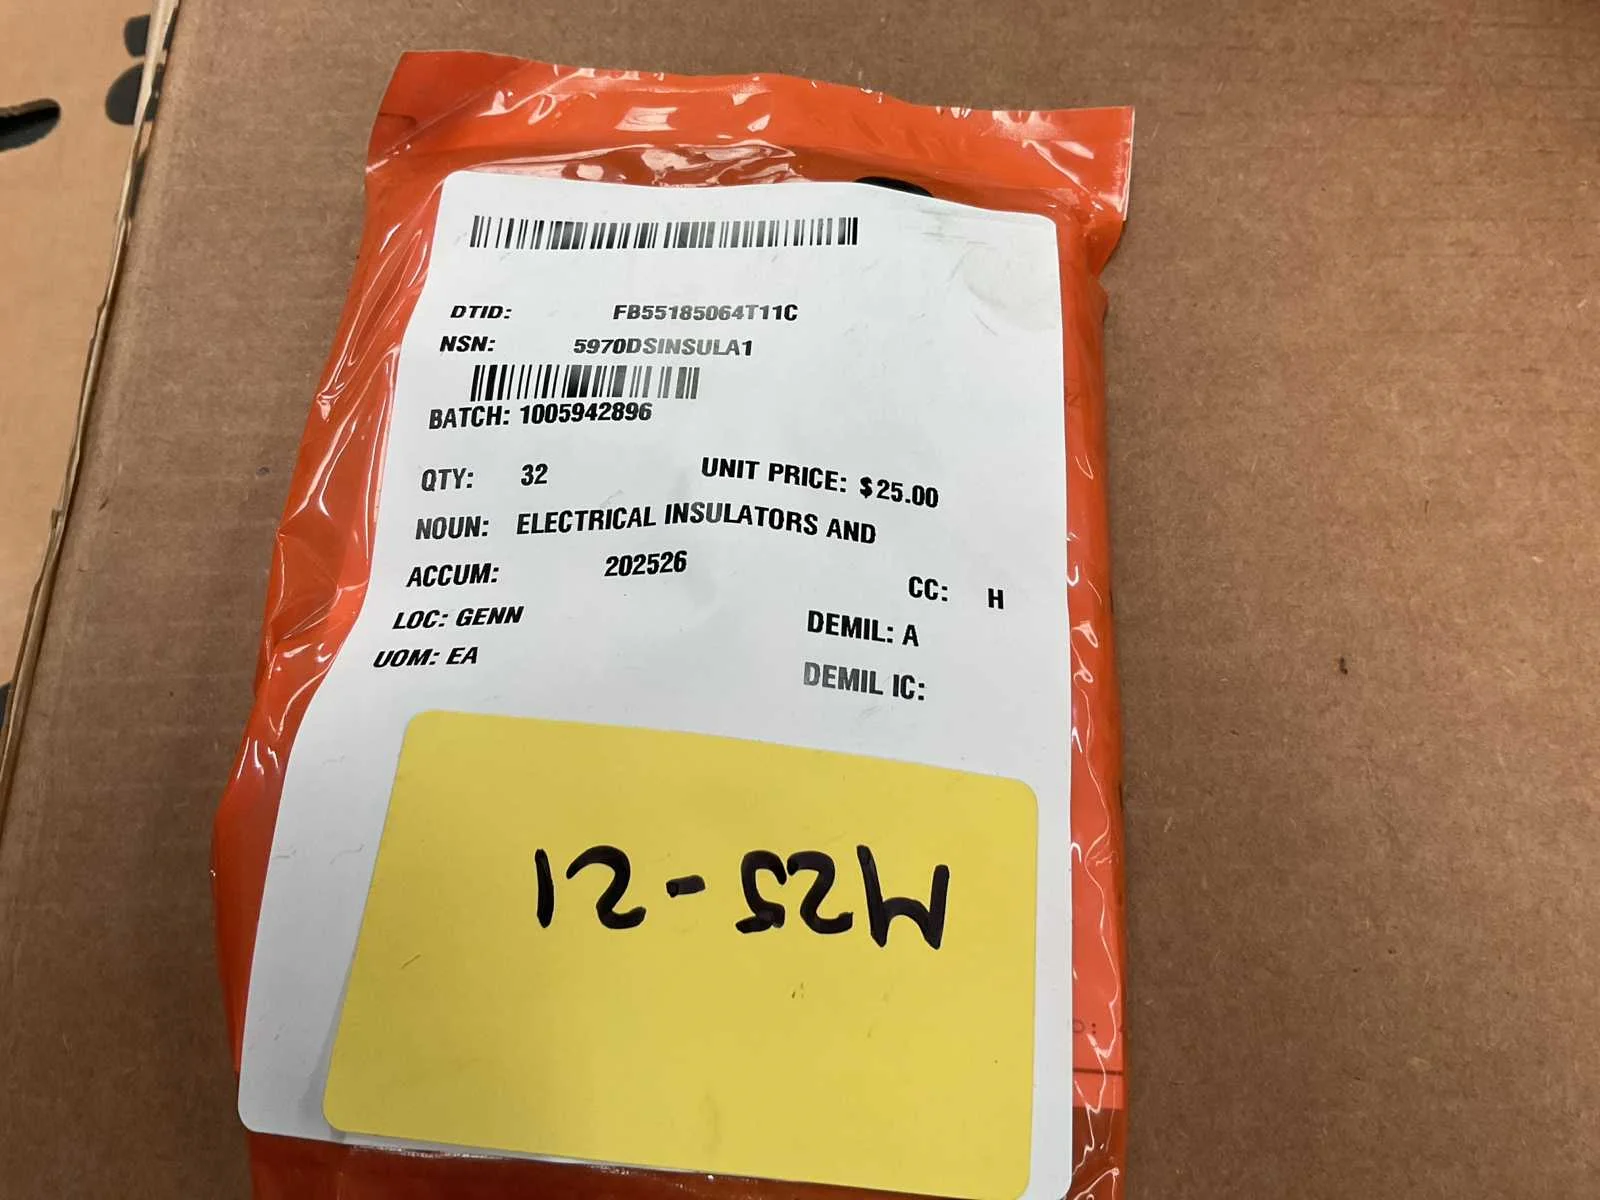 DTID: FB55185064T11C
NSN: 5970DSINSULA1
BATCH: 1005942896
QTY: 32 UNIT PRICE: $25.00
NOUN: ELECTRICAL INSULATORS AND
ACCUM: 202526
CC: H
LOC: GENN
DEMIL: A
UOM: EA
DEMIL IC:
M25-21